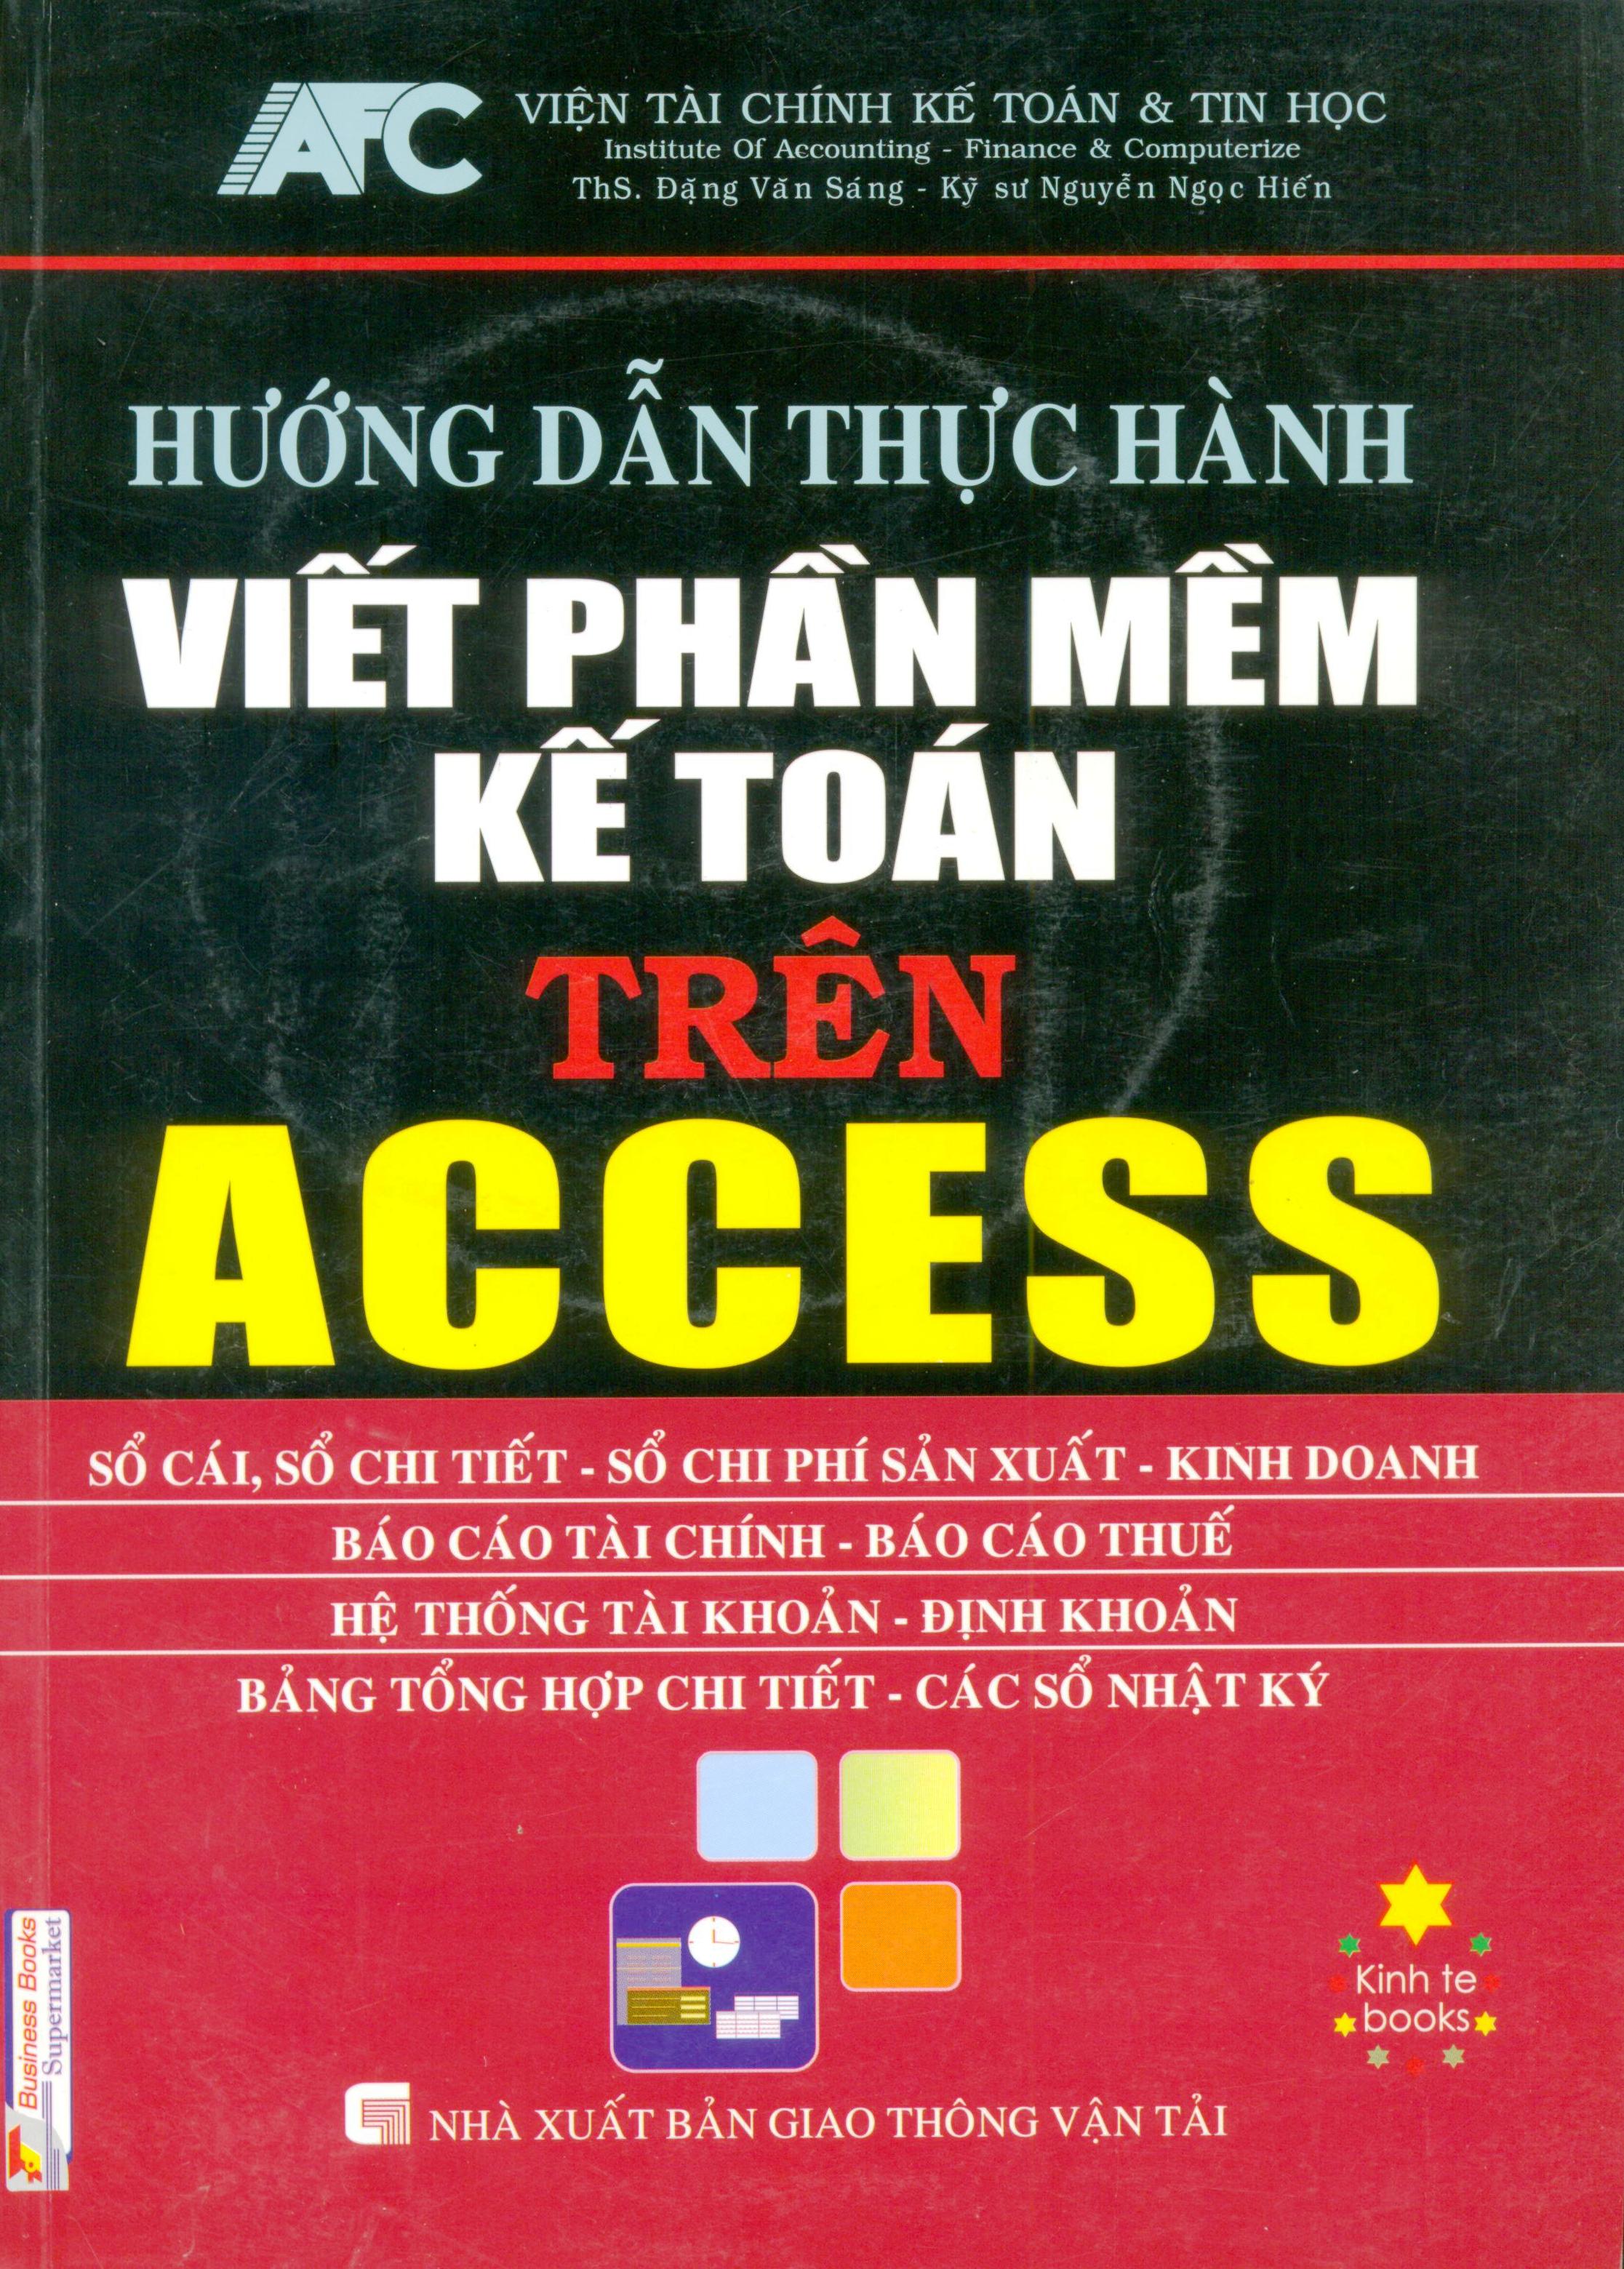 AFC
VIỆN TÀI CHÍNH KẾ TOÁN & TIN HỌC
Institute Of Accounting - Finance & Computerize
ThS. Đặng Văn Sáng - Kỹ sư Nguyễn Ngọc Hiến
HƯỚNG DẪN THỰC HÀNH
VIẾT PHẦN MỀM
KẾ TOÁN
TRÊN
ACCESS
SỔ CÁI, SỔ CHI TIẾT - SỔ CHI PHÍ SẢN XUẤT - KINH DOANH
BÁO CÁO TÀI CHÍNH - BÁO CÁO THUẾ
HỆ THỐNG TÀI KHOẢN - ĐỊNH KHOẢN
BẢNG TỔNG HỢP CHI TIẾT - CÁC SỔ NHẬT KÝ
Kinh te
books
Business Books
Supermarket
NHÀ XUẤT BẢN GIAO THÔNG VẬN TẢI